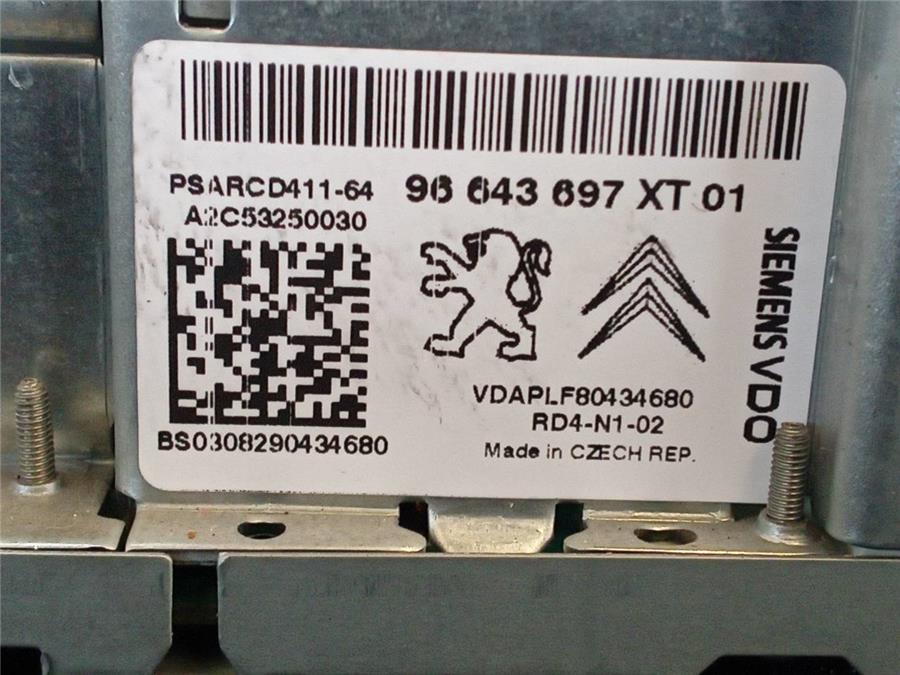 PSARCD411-64
96 643 697 XT 01
A2C53250030
SIEMENS VDO
VDAPLF80434680
RD4-N1-02
BS0308290434680
Made in CZECH REP.